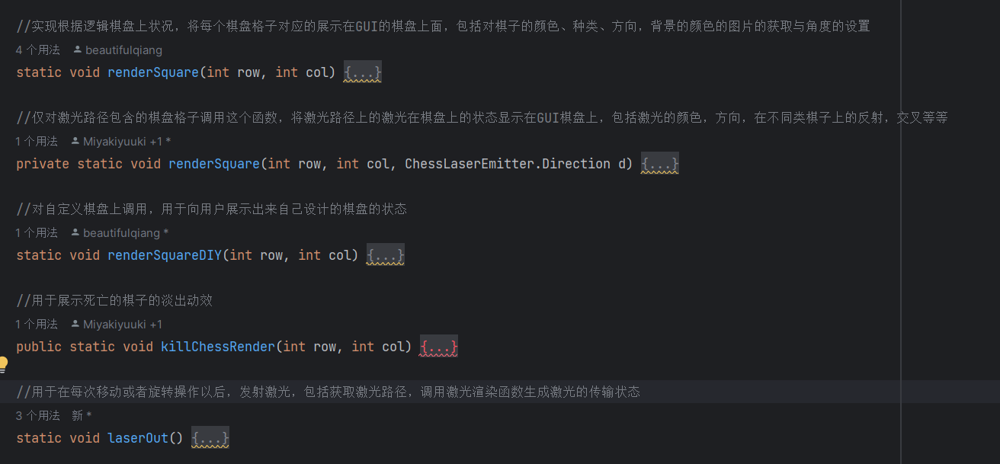 //实现根据逻辑棋盘上状况，将每个棋盘格子对应的展示在GUI的棋盘上面，包括对棋子的颜色、种类、方向，背景的颜色的图片的获取与角度的设置
4 个用法 beautifulqiang
static void renderSquare(int row, int col) {...}
//仅对激光路径包含的棋盘格子调用这个函数，将激光路径上的激光在棋盘上的状态显示在GUI棋盘上，包括激光的颜色，方向，在不同类棋子上的反射，交叉等等
1 个用法 Miyakiyuuki +1 *
private static void renderSquare(int row, int col, ChessLaserEmitter.Direction d) {...}
//对自定义棋盘上调用，用于向用户展示出来自己设计的棋盘的状态
1 个用法 beautifulqiang *
static void renderSquareDIY(int row, int col) {...}
//用于展示死亡的棋子的淡出动效
1 个用法 Miyakiyuuki +1
public static void killChessRender(int row, int col) {...}
//用于在每次移动或者旋转操作以后，发射激光，包括获取激光路径，调用激光渲染函数生成激光的传输状态
3 个用法 新 *
static void laserOut() {...}